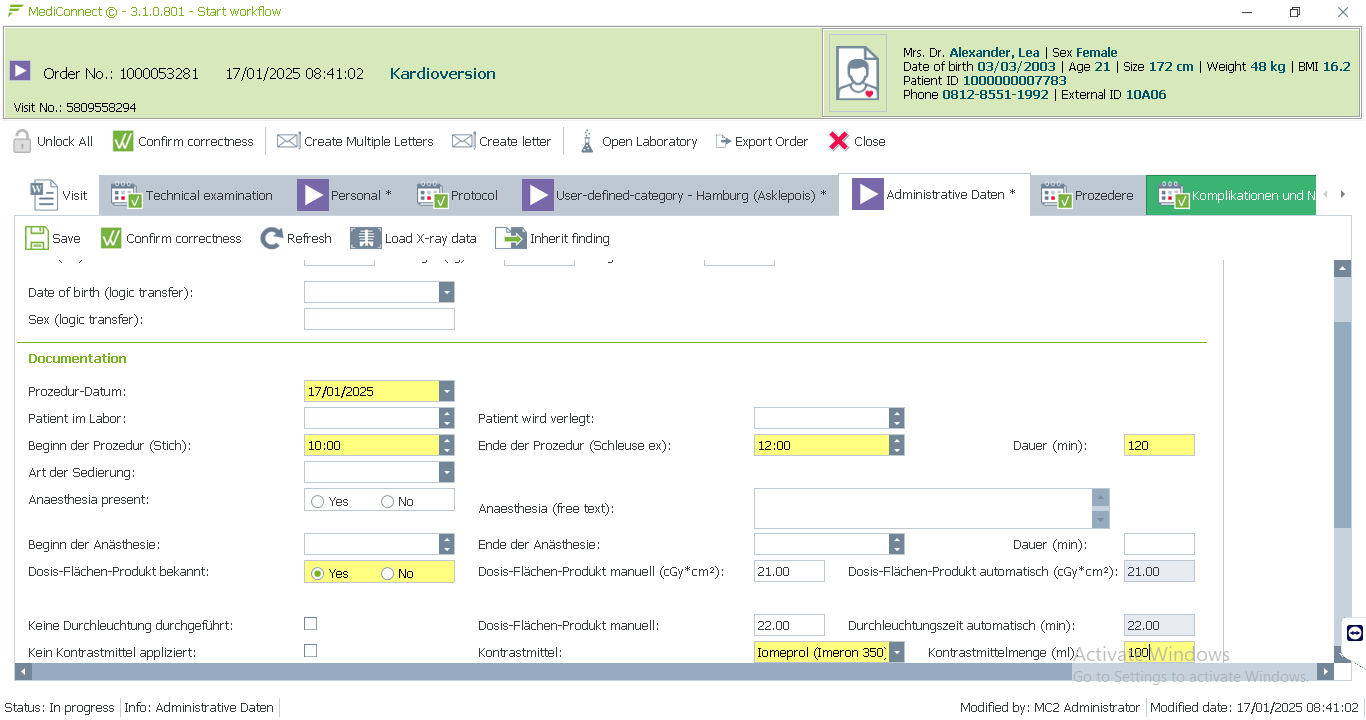 MediConnect © - 3.1.0.801 - Start workflow
Order No.: 1000053281 17/01/2025 08:41:02 Kardioversion
Visit No.: 5809558294
Mrs. Dr. Alexander, Lea | Sex Female
Date of birth 03/03/2003 | Age 21 | Size 172 cm | Weight 48 kg | BMI 16.2
Patient ID 1000000007783
Phone 0812-8551-1992 | External ID 10A06
Unlock All Confirm correctness Create Multiple Letters Create letter Open Laboratory Export Order Close
Visit Technical examination Personal * Protocol User-defined-category - Hamburg (Asklepois) * Administrative Daten * Prozedere Komplikationen und N
Save Confirm correctness Refresh Load X-ray data Inherit finding
Date of birth (logic transfer):
Sex (logic transfer):
Documentation
Prozedur-Datum: 17/01/2025
Patient im Labor: Patient wird verlegt:
Beginn der Prozedur (Stich): 10:00 Ende der Prozedur (Schleuse ex): 12:00 Dauer (min): 120
Art der Sedierung:
Anaesthesia present: Yes No
Anaesthesia (free text):
Beginn der Anästhesie: Ende der Anästhesie: Dauer (min):
Dosis-Flächen-Produkt bekannt: Yes No Dosis-Flächen-Produkt manuell (cGy*cm²): 21.00 Dosis-Flächen-Produkt automatisch (cGy*cm²): 21.00
Keine Durchleuchtung durchgeführt: Dosis-Flächen-Produkt manuell: 22.00 Durchleuchtungszeit automatisch (min): 22.00
Kein Kontrastmittel appliziert: Kontrastmittel: Iomeprol (Imeron 350) Kontrastmittelmenge (ml): 100
Activate Windows
Go to Settings to activate Windows.
Status: In progress Info: Administrative Daten Modified by: MC2 Administrator Modified date: 17/01/2025 08:41:02